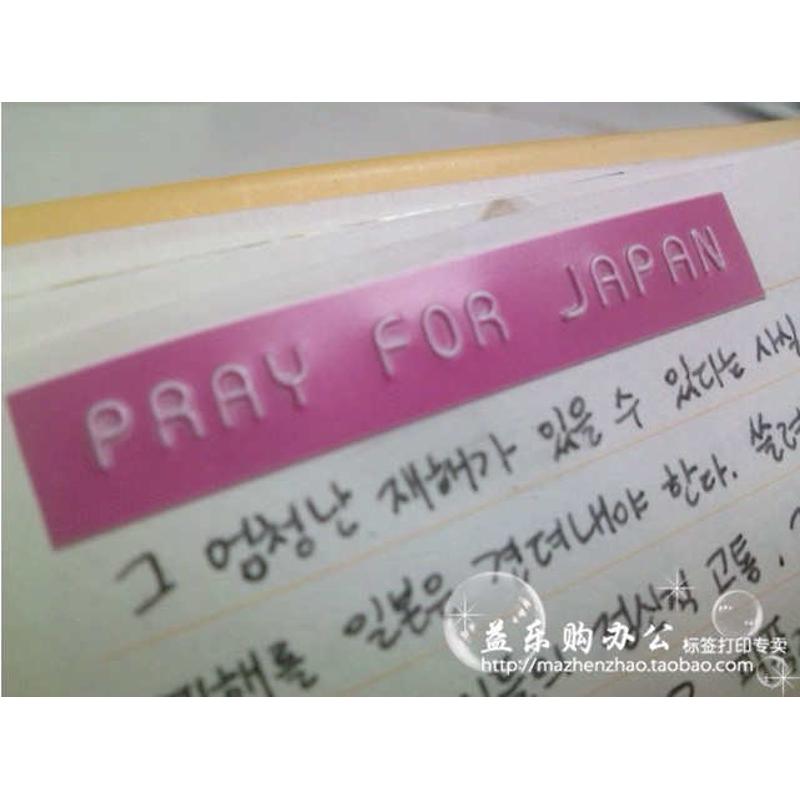 PRAY FOR JAPAN
그 엄청난 재해가 있을 수 있다는 사실
일본은 견뎌내야 한다. 쓸려
고통,
益乐购办公 标签打印专卖
http://mazhenzhao.taobao.com